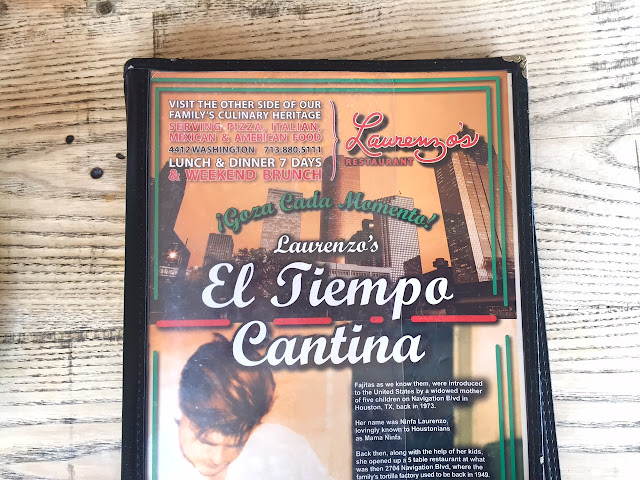 VISIT THE OTHER SIDE OF OUR
FAMILY'S CULINARY HERITAGE
SERVING PIZZA, ITALIAN,
MEXICAN & AMERICAN FOOD
4412 WASHINGTON 713.880.5111
LUNCH & DINNER 7 DAYS
& WEEKEND BRUNCH
Laurenzo's
RESTAURANT
¡Goza Cada Momento!
Laurenzo's
El Tiempo
Cantina
Fajitas as we know them, were introduced
to the United States by a widowed mother
of five children on Navigation Blvd in
Houston, TX, back in 1973.
Her name was Ninfa Laurenzo,
lovingly known to Houstonians
as Mama Ninfa.
Back then, along with the help of her kids,
she opened up a 5 table restaurant at what
was then 2704 Navigation Blvd, where the
family's tortilla factory used to be back in 1949.